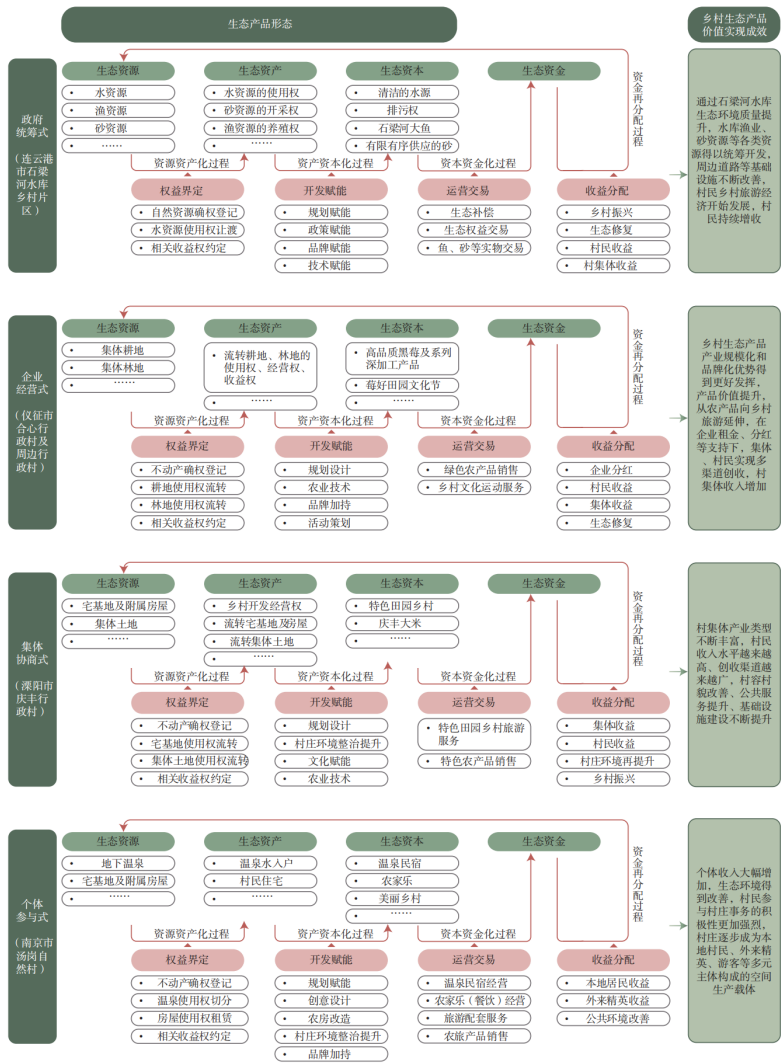 生态产品形态
乡村生态产品
价值实现成效
政府
统筹式
（连云港
市石梁
河水库
乡村片
区）
生态资源
• 水资源
• 渔资源
• 砂资源
• ……
生态资产
• 水资源的使用权
• 砂资源的开采权
• 渔资源的养殖权
• ……
生态资本
• 清洁的水源
• 排污权
• 石梁河大鱼
• 有限有序供应的砂
生态资金
资金再分配过程
资源资产化过程
资产资本化过程
资本资金化过程
权益界定
• 自然资源确权登记
• 水资源使用权让渡
• 相关收益权约定
开发赋能
• 规划赋能
• 政策赋能
• 品牌赋能
• 技术赋能
运营交易
• 生态补偿
• 生态权益交易
• 鱼、砂等实物交易
收益分配
• 乡村振兴
• 生态修复
• 村民收益
• 村集体收益
通过石梁河水库
生态环境质量提
升，水库渔业、
砂资源等各类资
源得以统筹开发，
周边道路等基础
设施不断改善，
村民乡村旅游经
济开始发展，村
民持续增收
企业
经营式
（仪征市
合心行
政村及
周边行
政村）
生态资源
• 集体耕地
• 集体林地
• ……
生态资产
• 流转耕地、林地的
使用权、经营权、
收益权
• ……
生态资本
• 高品质黑莓及系列
深加工产品
• 莓好田园文化节
• ……
生态资金
资金再分配过程
资源资产化过程
资产资本化过程
资本资金化过程
权益界定
• 不动产确权登记
• 耕地使用权流转
• 林地使用权流转
• 相关收益权约定
开发赋能
• 规划设计
• 农业技术
• 品牌加持
• 活动策划
运营交易
• 绿色农产品销售
• 乡村文化运动服务
收益分配
• 企业分红
• 村民收益
• 集体收益
• 生态修复
乡村生态产品
产业规模化和
品牌化优势得
到更好发挥，
产品价值提升，
从农产品向乡村
旅游延伸，在
企业租金、分红
等支持下，集体
、村民实现多
渠道创收，村
集体收入增加
集体
协商式
（溧阳市
庆丰行
政村）
生态资源
• 宅基地及附属房屋
• 集体土地
• ……
生态资产
• 乡村开发经营权
• 流转宅基地及房屋
• 流转集体土地
• ……
生态资本
• 特色田园乡村
• 庆丰大米
• ……
生态资金
资金再分配过程
资源资产化过程
资产资本化过程
资本资金化过程
权益界定
• 不动产确权登记
• 宅基地使用权流转
• 集体土地使用权流转
• 相关收益权约定
开发赋能
• 规划设计
• 村庄环境整治提升
• 文化赋能
• 农业技术
运营交易
• 特色田园乡村旅游
服务
• 特色农产品销售
收益分配
• 集体收益
• 村民收益
• 村庄环境再提升
• 乡村振兴
村集体产业类型
不断丰富，村民
收入水平越来越
高、创收渠道越
来越广，村容村
貌改善、公共服
务提升、基础设
施建设不断提升
个体
参与式
（南京市
汤岗自
然村）
生态资源
• 地下温泉
• 宅基地及附属房屋
• ……
生态资产
• 温泉水入户
• 村民住宅
• ……
生态资本
• 温泉民宿
• 农家乐
• 美丽乡村
• ……
生态资金
资金再分配过程
资源资产化过程
资产资本化过程
资本资金化过程
权益界定
• 不动产确权登记
• 温泉使用权切分
• 房屋使用权租赁
• 相关收益权约定
开发赋能
• 规划赋能
• 创意设计
• 农房改造
• 村庄环境整治提升
• 品牌加持
运营交易
• 温泉民宿经营
• 农家乐（餐饮）经营
• 旅游配套服务
• 农旅产品销售
收益分配
• 本地居民收益
• 外来精英收益
• 公共环境改善
个体收入大幅增
加，生态环境得
到改善，村民参
与村庄事务的积
极性更加强烈，
村庄逐步成为本
地村民、外来精
英、游客等多元
主体构成的空间
生产载体